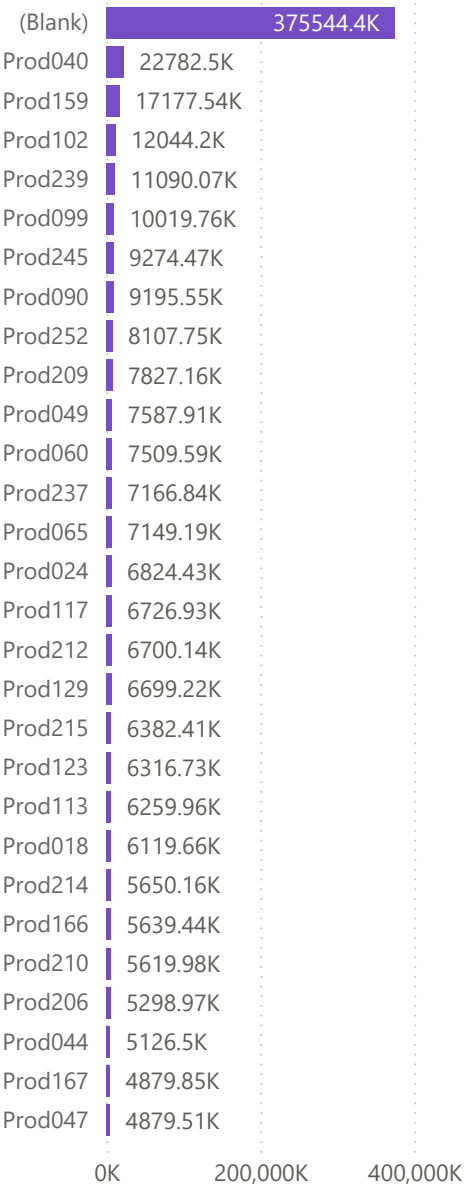 (Blank) 375544.4K
Prod040 22782.5K
Prod159 17177.54K
Prod102 12044.2K
Prod239 11090.07K
Prod099 10019.76K
Prod245 9274.47K
Prod090 9195.55K
Prod252 8107.75K
Prod209 7827.16K
Prod049 7587.91K
Prod060 7509.59K
Prod237 7166.84K
Prod065 7149.19K
Prod024 6824.43K
Prod117 6726.93K
Prod212 6700.14K
Prod129 6699.22K
Prod215 6382.41K
Prod123 6316.73K
Prod113 6259.96K
Prod018 6119.66K
Prod214 5650.16K
Prod166 5639.44K
Prod210 5619.98K
Prod206 5298.97K
Prod044 5126.5K
Prod167 4879.85K
Prod047 4879.51K
0K 200,000K 400,000K